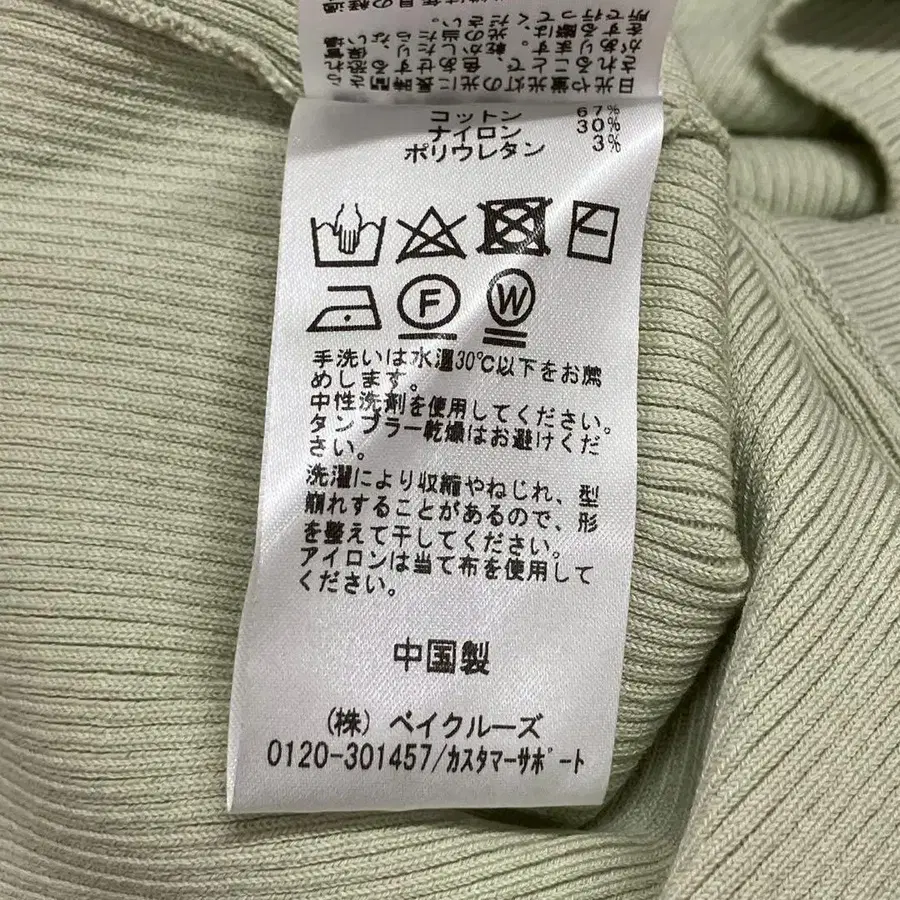 コットン 67%
ナイロン 30%
ポリウレタン 3%
F W
手洗いは水温30℃以下をお薦
めします。
中性洗剤を使用してください。
タンブラー乾燥はお避けくだ
さい。
洗濯により収縮やねじれ、型
崩れすることがあるので、形
を整えて干してください。
アイロンは当て布を使用して
ください。
中国製
(株) ベイクルーズ
0120-301457/カスタマーサポート